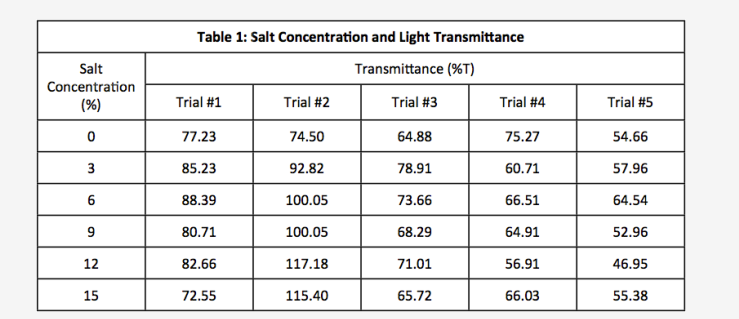 Table 1: Salt Concentration and Light Transmittance
Salt
Concentration
(%)
Transmittance (%T)
Trial #1 Trial #2 Trial #3 Trial #4 Trial #5
0 77.23 74.50 64.88 75.27 54.66
3 85.23 92.82 78.91 60.71 57.96
6 88.39 100.05 73.66 66.51 64.54
9 80.71 100.05 68.29 64.91 52.96
12 82.66 117.18 71.01 56.91 46.95
15 72.55 115.40 65.72 66.03 55.38